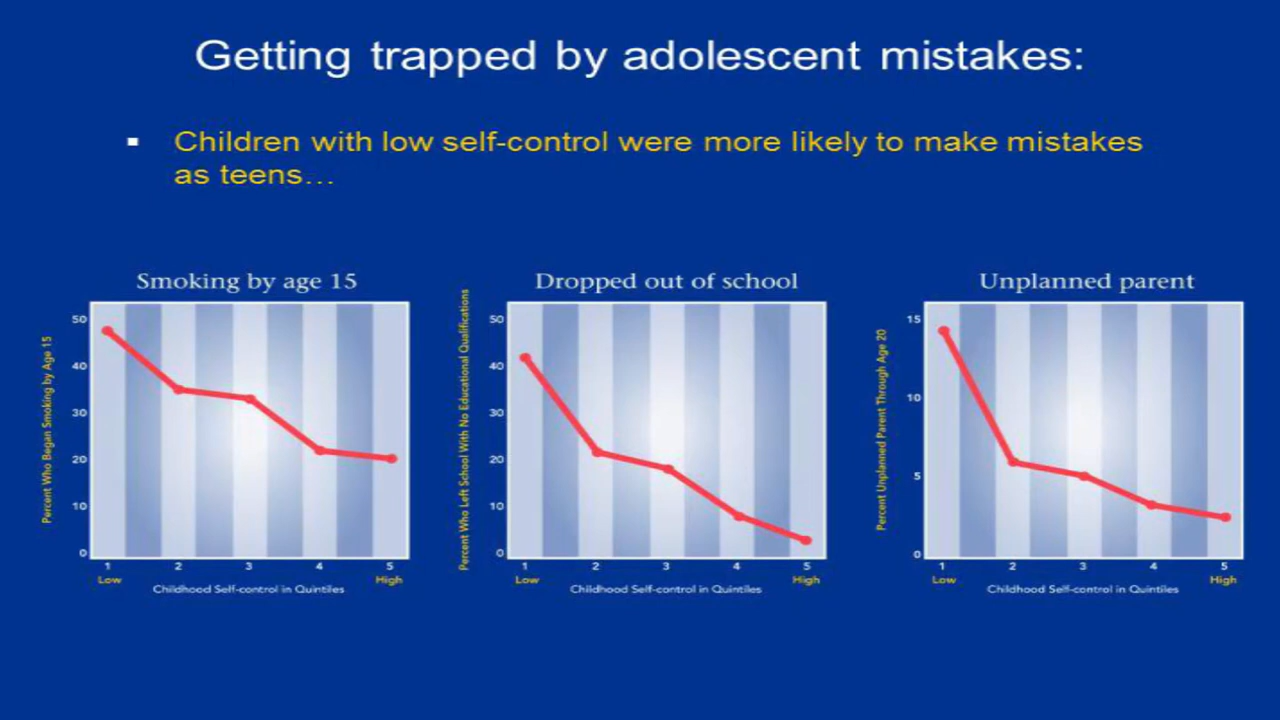 Getting trapped by adolescent mistakes:
▪ Children with low self-control were more likely to make mistakes
as teens…
Smoking by age 15
Percent Who Began Smoking by Age 15
50
40
30
20
10
0
1 2 3 4 5
Low High
Childhood Self-control in Quintiles
Dropped out of school
Percent Who Left School With No Educational Qualifications
50
40
30
20
10
0
1 2 3 4 5
Low High
Childhood Self-control in Quintiles
Unplanned parent
Percent Unplanned Parent Through Age 20
15
10
5
0
1 2 3 4 5
Low High
Childhood Self-control in Quintiles